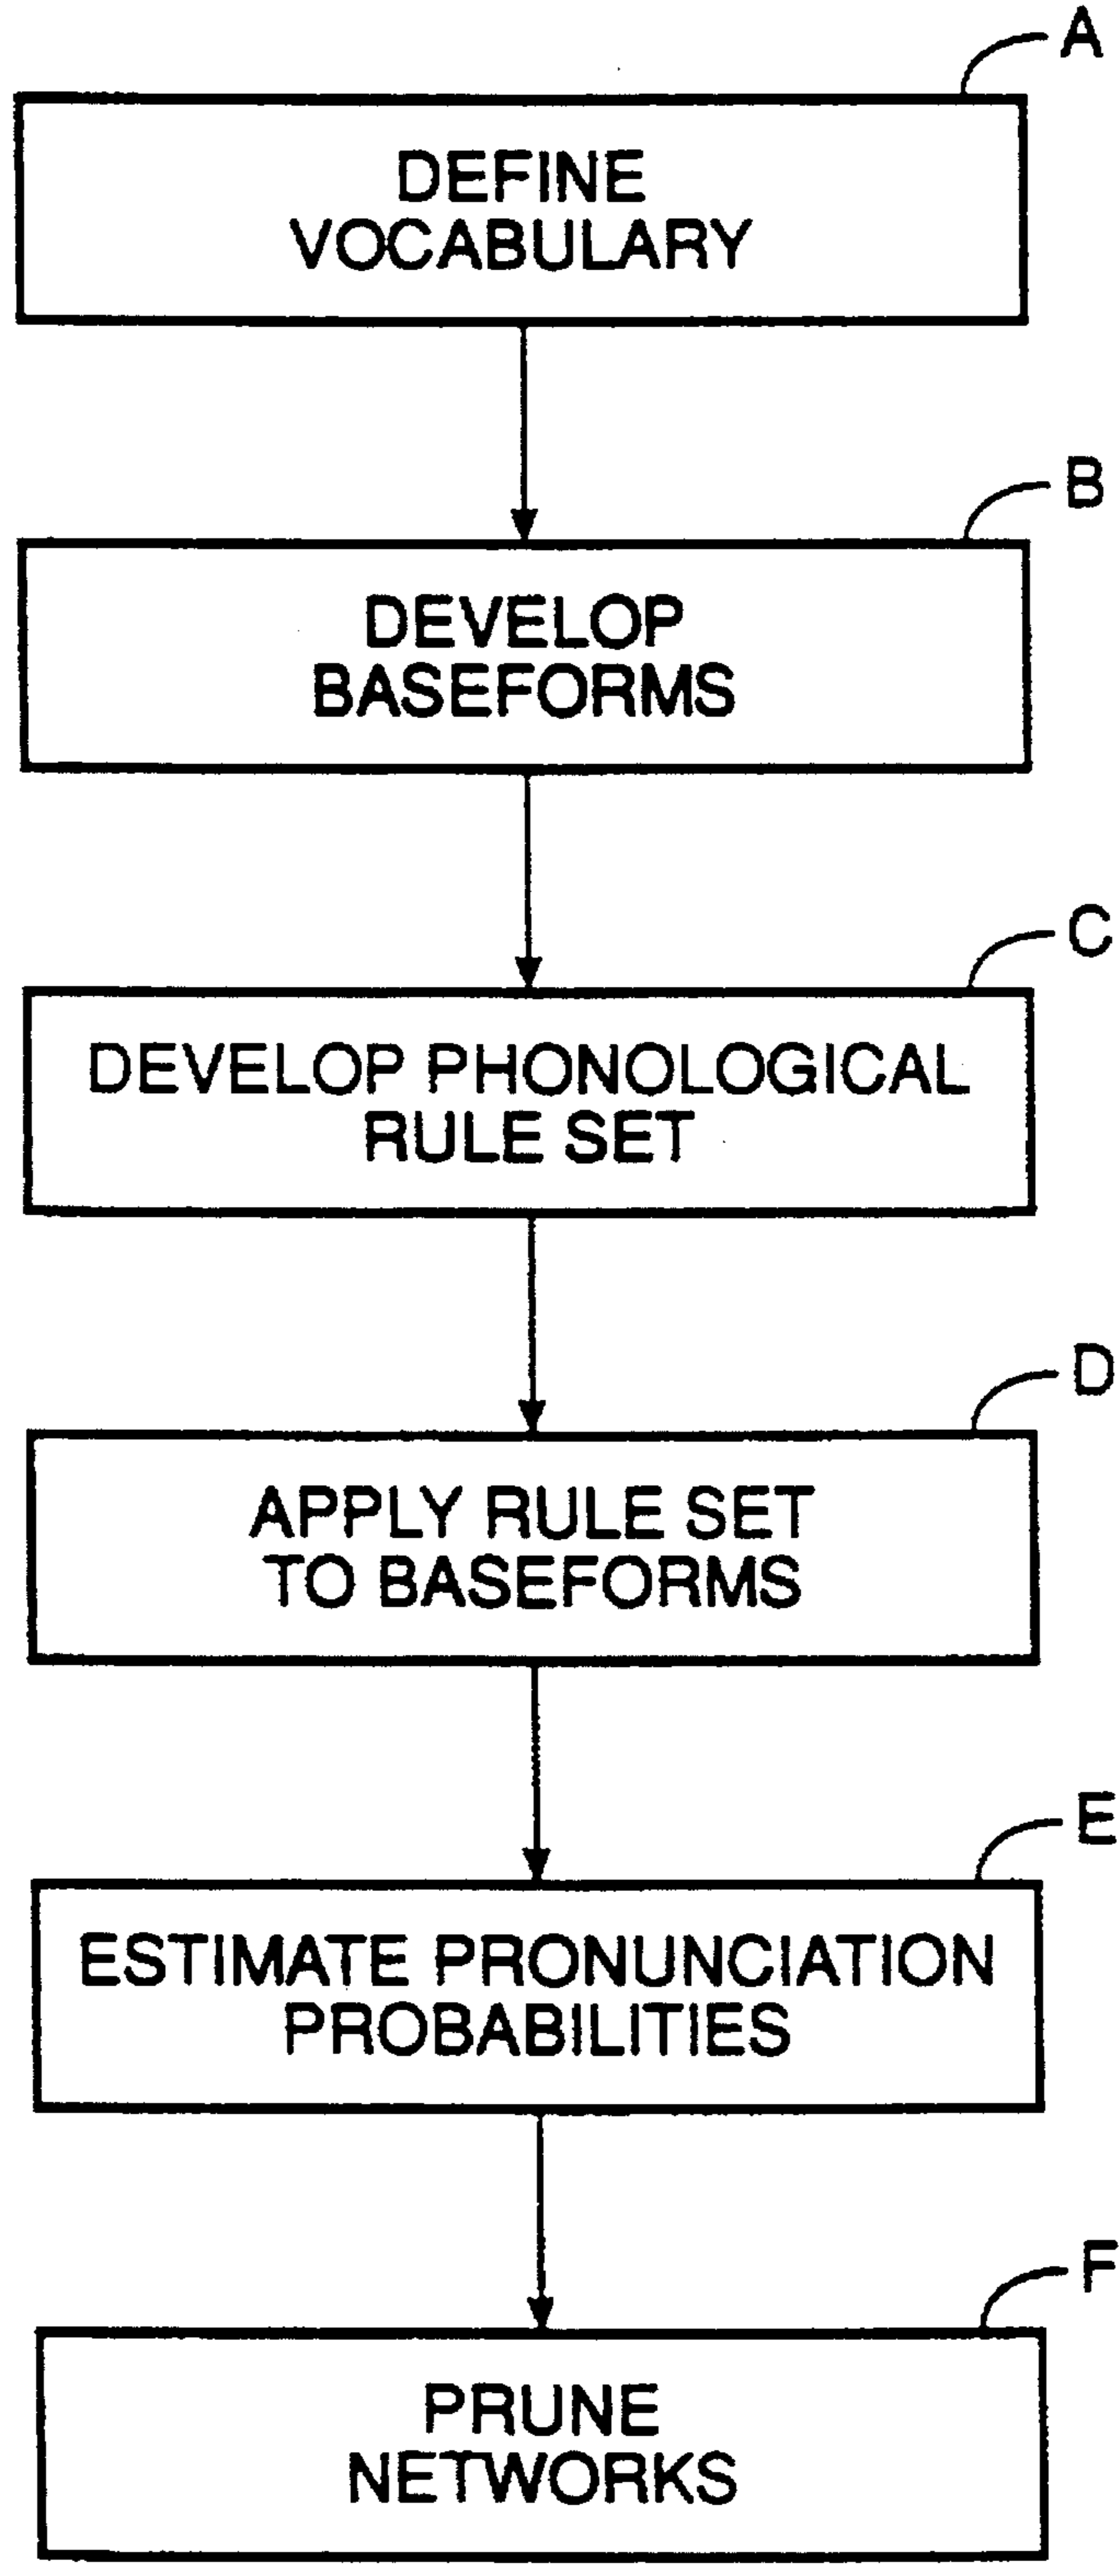 A
DEFINE
VOCABULARY
B
DEVELOP
BASEFORMS
C
DEVELOP PHONOLOGICAL
RULE SET
D
APPLY RULE SET
TO BASEFORMS
E
ESTIMATE PRONUNCIATION
PROBABILITIES
F
PRUNE
NETWORKS